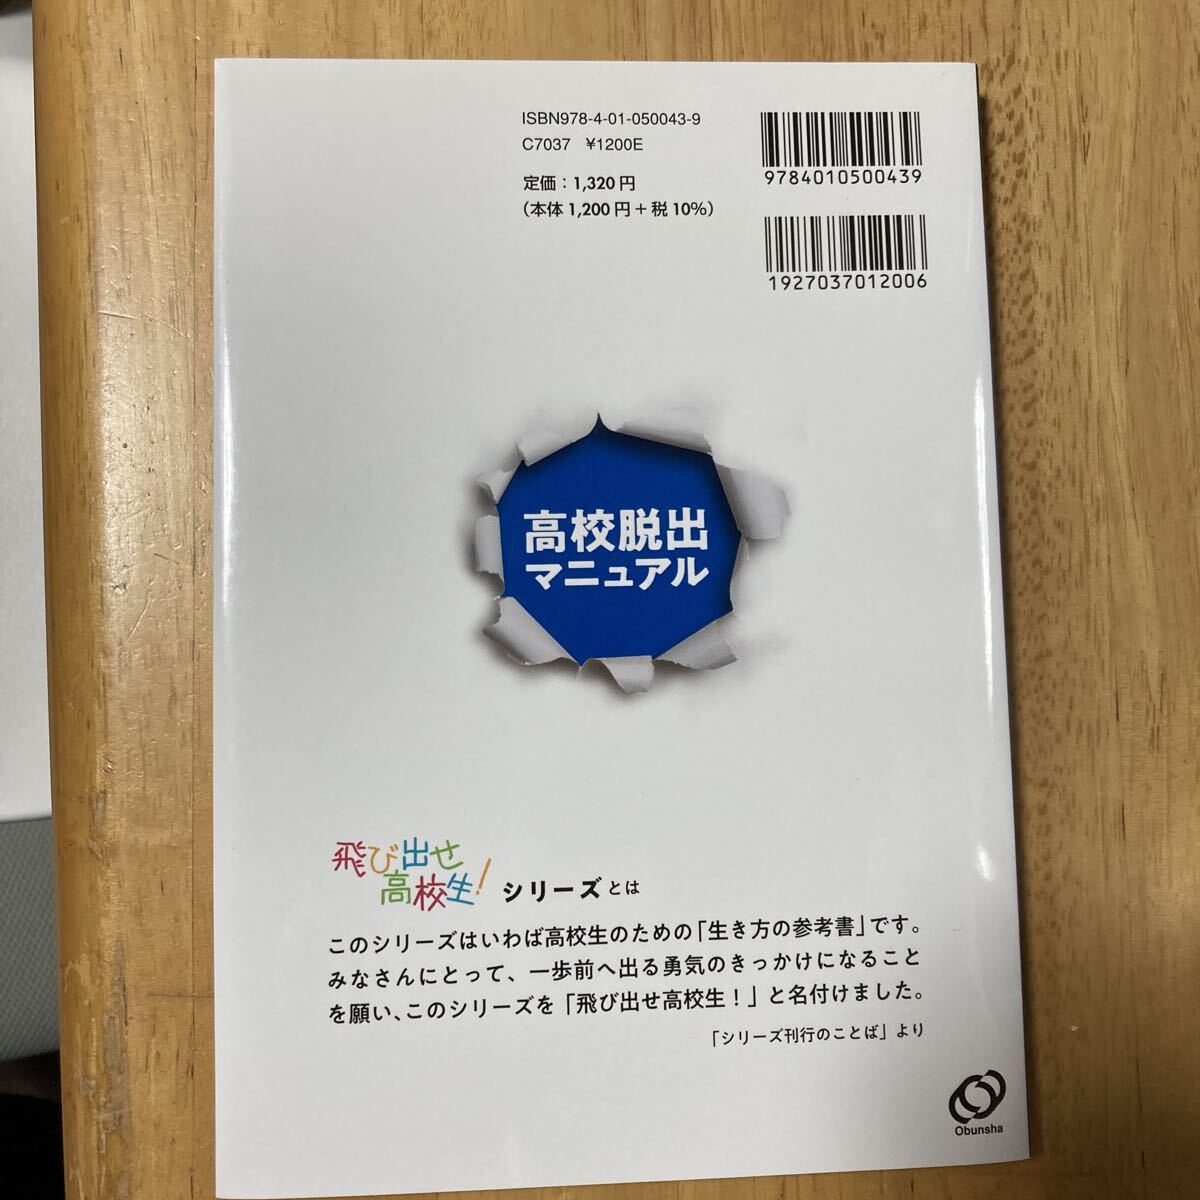 ISBN978-4-01-050043-9
C7037 ¥1200E
定価：1,320円
（本体1,200円＋税10%）
9784010500439
1927037012006
高校脱出
マニュアル
飛び出せ
高校生！
シリーズとは
このシリーズはいわば高校生のための「生き方の参考書」です。
みなさんにとって、一歩前へ出る勇気のきっかけになること
を願い、このシリーズを「飛び出せ高校生！」と名付けました。
「シリーズ刊行のことば」より
Obunsha